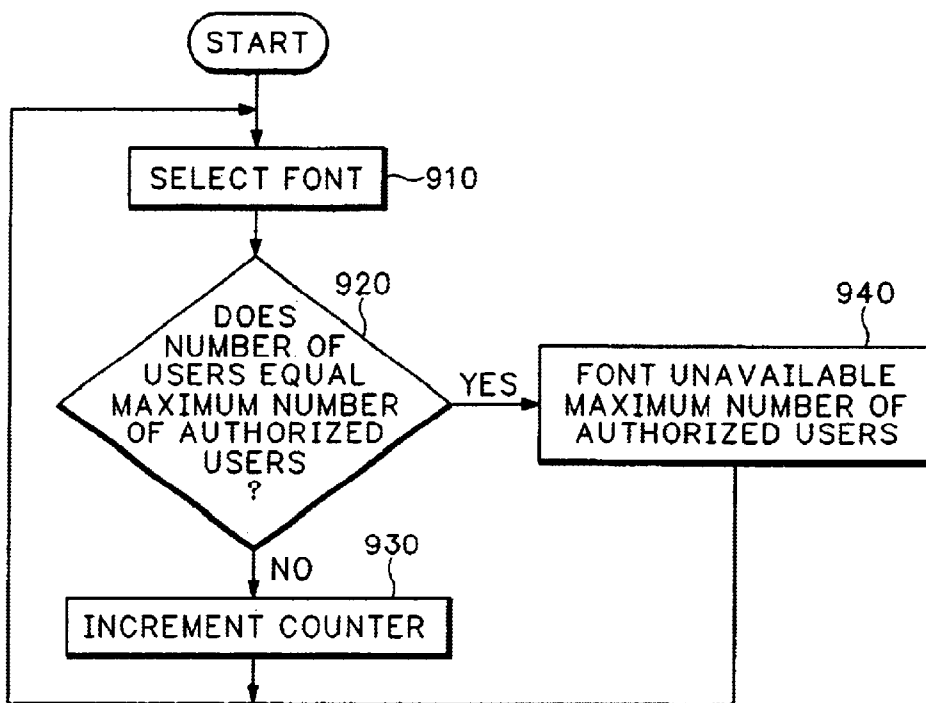 START
SELECT FONT
910
920
DOES
NUMBER OF
USERS EQUAL
MAXIMUM NUMBER
OF AUTHORIZED
USERS
?
YES
940
FONT UNAVAILABLE
MAXIMUM NUMBER OF
AUTHORIZED USERS
NO
930
INCREMENT COUNTER